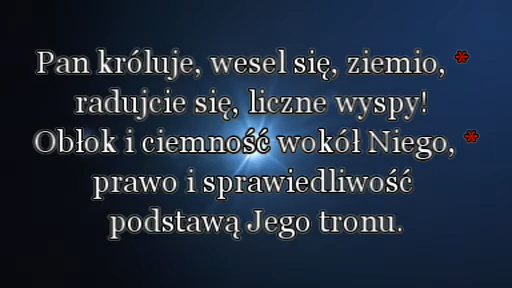 Pan króluje, wesel się, ziemio, *
radujcie się, liczne wyspy!
Obłok i ciemność wokół Niego, *
prawo i sprawiedliwość
podstawą Jego tronu.